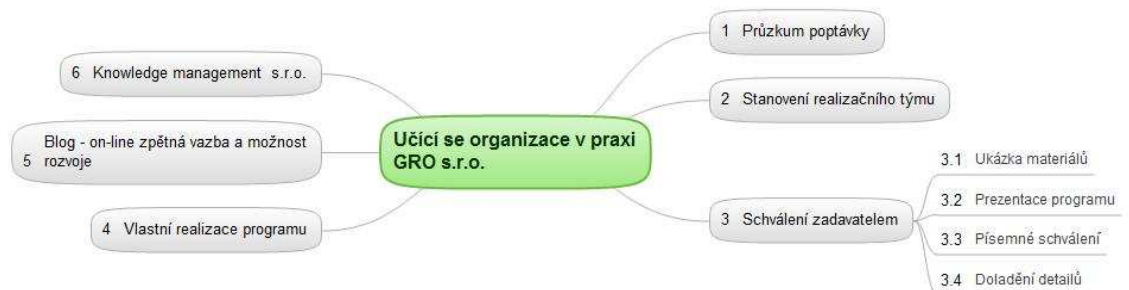 Učící se organizace v praxi
GRO s.r.o.
1 Průzkum poptávky
2 Stanovení realizačního týmu
3 Schválení zadavatelem
3.1 Ukázka materiálů
3.2 Prezentace programu
3.3 Písemné schválení
3.4 Doladění detailů
4 Vlastní realizace programu
Blog - on-line zpětná vazba a možnost
5 rozvoje
6 Knowledge management s.r.o.